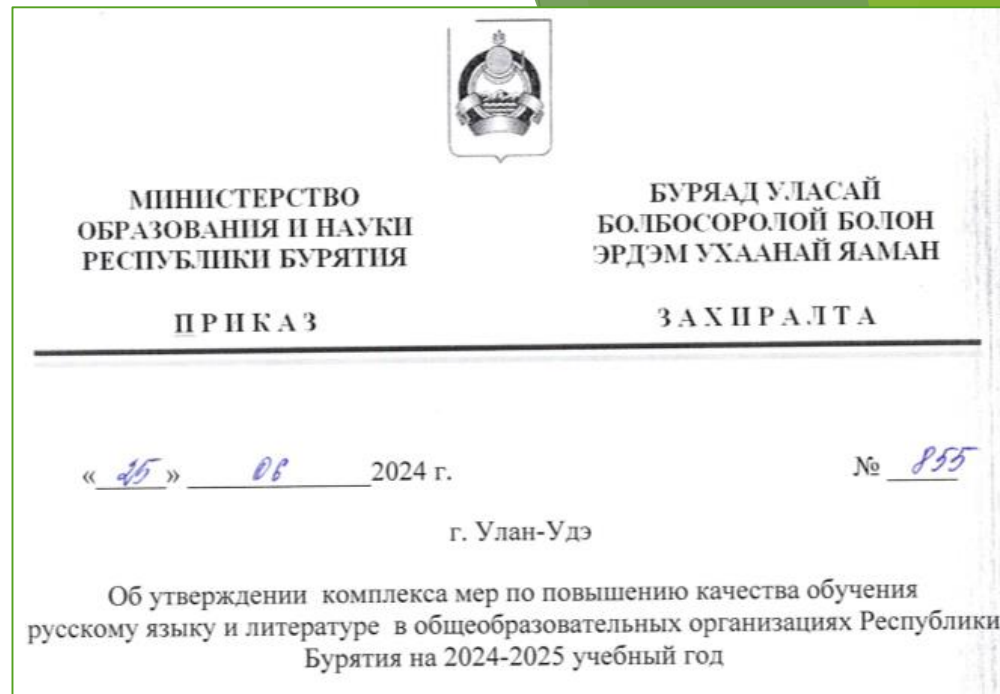 МИНИСТЕРСТВО
ОБРАЗОВАНИЯ И НАУКИ
РЕСПУБЛИКИ БУРЯТИЯ
ПРИКАЗ
БУРЯАД УЛАСАЙ
БОЛБОСОРОЛОЙ БОЛОН
ЭРДЭМ УХААНАЙ ЯАМАН
ЗАХИРАЛТА
« 25 » 06 2024 г.
№ 855
г. Улан-Удэ
Об утверждении комплекса мер по повышению качества обучения
русскому языку и литературе в общеобразовательных организациях Республики
Бурятия на 2024-2025 учебный год